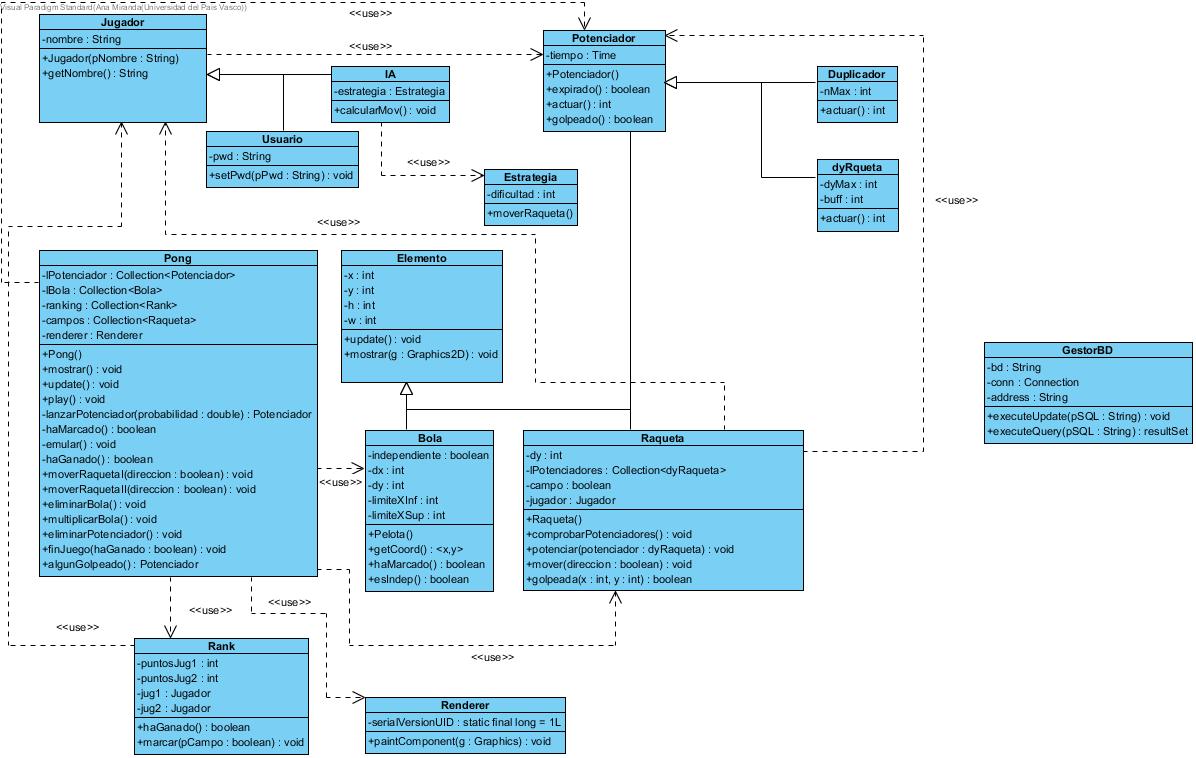 Visual Paradigm Standard(Ana Miranda(Universidad del Pais Vasco))
<<use>>
Jugador
-nombre : String
+Jugador(pNombre : String)
+getNombre() : String
<<use>>
Potenciador
-tiempo : Time
+Potenciador()
+expirado() : boolean
+actuar() : int
+golpeado() : boolean
IA
-estrategia : Estrategia
+calcularMov() : void
Duplicador
-nMax : int
+actuar() : int
Usuario
-pwd : String
+setPwd(pPwd : String) : void
<<use>>
Estrategia
-dificultad : int
+moverRaqueta()
dyRqueta
-dyMax : int
-buff : int
+actuar() : int
<<use>>
<<use>>
Pong
-lPotenciador : Collection<Potenciador>
-lBola : Collection<Bola>
-ranking : Collection<Rank>
-campos : Collection<Raqueta>
-renderer : Renderer
+Pong()
+mostrar() : void
+update() : void
+play() : void
-lanzarPotenciador(probabilidad : double) : Potenciador
-haMarcado() : boolean
-emular() : void
-haGanado() : boolean
+moverRaquetaI(direccion : boolean) : void
+moverRaquetaII(direccion : boolean) : void
+eliminarBola() : void
+multiplicarBola() : void
+eliminarPotenciador() : void
+finJuego(haGanado : boolean) : void
+algunGolpeado() : Potenciador
Elemento
-x : int
-y : int
-h : int
-w : int
+update() : void
+mostrar(g : Graphics2D) : void
GestorBD
-bd : String
-conn : Connection
-address : String
+executeUpdate(pSQL : String) : void
+executeQuery(pSQL : String) : resultSet
<<use>>
Bola
-independiente : boolean
-dx : int
-dy : int
-limiteXInf : int
-limiteXSup : int
+Pelota()
+getCoord() : <x,y>
+haMarcado() : boolean
+esIndep() : boolean
Raqueta
-dy : int
-lPotenciadores : Collection<dyRaqueta>
-campo : boolean
-jugador : Jugador
+Raqueta()
+comprobarPotenciadores() : void
+potenciar(potenciador : dyRaqueta) : void
+mover(direccion : boolean) : void
+golpeada(x : int, y : int) : boolean
<<use>>
<<use>>
<<use>>
<<use>>
Rank
-puntosJug1 : int
-puntosJug2 : int
-jug1 : Jugador
-jug2 : Jugador
+haGanado() : boolean
+marcar(pCampo : boolean) : void
Renderer
-serialVersionUID : static final long = 1L
+paintComponent(g : Graphics) : void